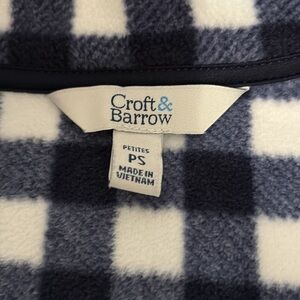 Croft&
Barrow
PETITES
PS
MADE IN
VIETNAM